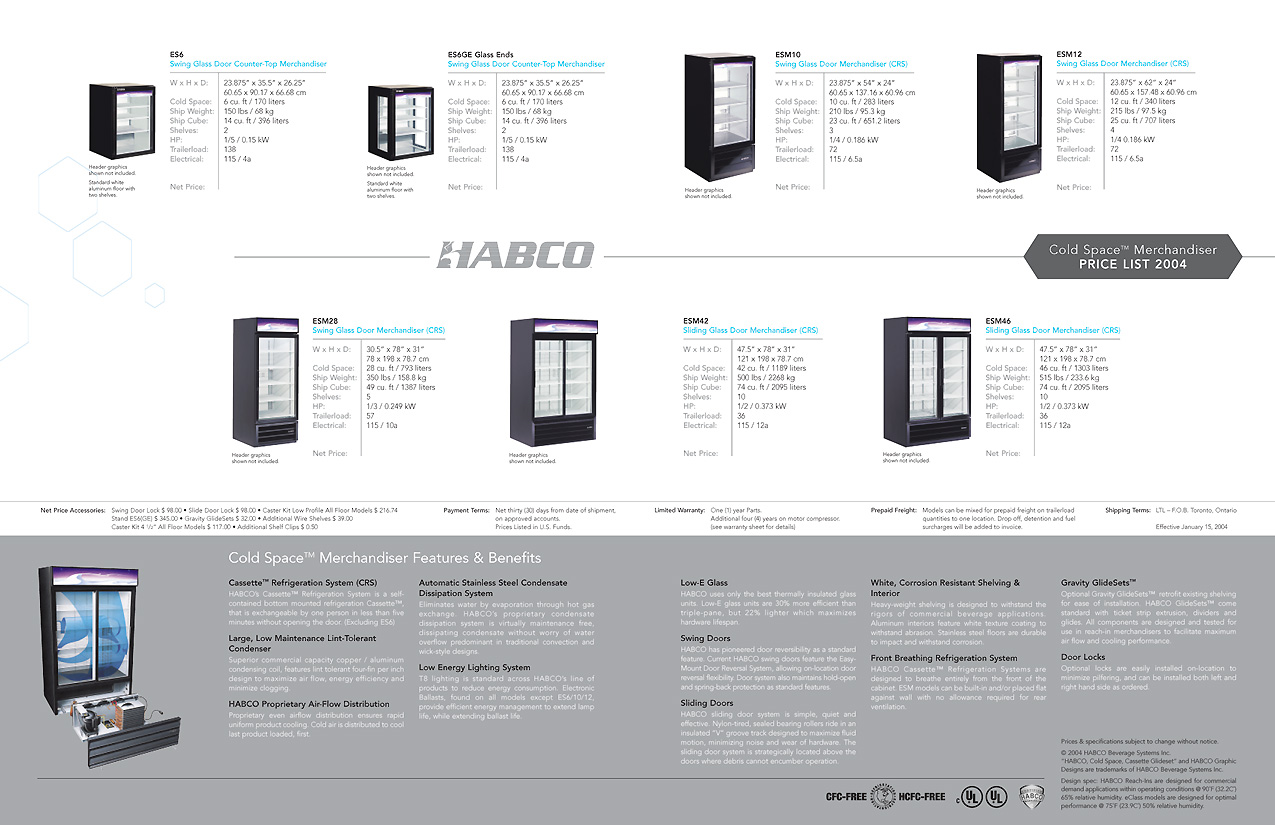 ES6
Swing Glass Door Counter-Top Merchandiser
W x H x D: 23.875" x 35.5" x 26.25"
60.65 x 90.17 x 66.68 cm
Cold Space: 6 cu. ft / 170 liters
Ship Weight: 150 lbs / 68 kg
Ship Cube: 14 cu. ft / 396 liters
Shelves: 2
HP: 1/5 / 0.15 kW
Trailerload: 138
Electrical: 115 / 4a
Net Price:
Header graphics
shown not included.
Standard white
aluminum floor with
two shelves.
ES6GE Glass Ends
Swing Glass Door Counter-Top Merchandiser
W x H x D: 23.875" x 35.5" x 26.25"
60.65 x 90.17 x 66.68 cm
Cold Space: 6 cu. ft / 170 liters
Ship Weight: 150 lbs / 68 kg
Ship Cube: 14 cu. ft / 396 liters
Shelves: 2
HP: 1/5 / 0.15 kW
Trailerload: 138
Electrical: 115 / 4a
Net Price:
Header graphics
shown not included.
Standard white
aluminum floor with
two shelves.
ESM10
Swing Glass Door Merchandiser (CRS)
W x H x D: 23.875" x 54" x 24"
60.65 x 137.16 x 60.96 cm
Cold Space: 10 cu. ft / 283 liters
Ship Weight: 210 lbs / 95.3 kg
Ship Cube: 23 cu. ft / 651.2 liters
Shelves: 3
HP: 1/4 / 0.186 kW
Trailerload: 72
Electrical: 115 / 6.5a
Net Price:
Header graphics
shown not included.
ESM12
Swing Glass Door Merchandiser (CRS)
W x H x D: 23.875" x 62" x 24"
60.65 x 157.48 x 60.96 cm
Cold Space: 12 cu. ft / 340 liters
Ship Weight: 215 lbs / 97.5 kg
Ship Cube: 25 cu. ft / 707 liters
Shelves: 4
HP: 1/4 0.186 kW
Trailerload: 72
Electrical: 115 / 6.5a
Net Price:
Header graphics
shown not included.
HABCO
Cold Space™ Merchandiser
PRICE LIST 2004
ESM28
Swing Glass Door Merchandiser (CRS)
W x H x D: 30.5" x 78" x 31"
78 x 198 x 78.7 cm
Cold Space: 28 cu. ft / 793 liters
Ship Weight: 350 lbs / 158.8 kg
Ship Cube: 49 cu. ft / 1387 liters
Shelves: 5
HP: 1/3 / 0.249 kW
Trailerload: 57
Electrical: 115 / 10a
Net Price:
Header graphics
shown not included.
Header graphics
shown not included.
ESM42
Sliding Glass Door Merchandiser (CRS)
W x H x D: 47.5" x 78" x 31"
121 x 198 x 78.7 cm
Cold Space: 42 cu. ft / 1189 liters
Ship Weight: 500 lbs / 2268 kg
Ship Cube: 74 cu. ft / 2095 liters
Shelves: 10
HP: 1/2 / 0.373 kW
Trailerload: 36
Electrical: 115 / 12a
Net Price:
Header graphics
shown not included
ESM46
Sliding Glass Door Merchandiser (CRS)
W x H x D: 47.5" x 78" x 31"
121 x 198 x 78.7 cm
Cold Space: 46 cu. ft / 1303 liters
Ship Weight: 515 lbs / 233.6 kg
Ship Cube: 74 cu. ft / 2095 liters
Shelves: 10
HP: 1/2 / 0.373 kW
Trailerload: 36
Electrical: 115 / 12a
Net Price:
Net Price Accessories: Swing Door Lock $ 98.00 • Slide Door Lock $ 98.00 • Caster Kit Low Profile All Floor Models $ 216.74
Stand ES6(GE) $ 345.00 • Gravity GlideSets $ 32.00 • Additional Wire Shelves $ 39.00
Caster Kit 4 ½" All Floor Models $ 117.00 • Additional Shelf Clips $ 0.50
Payment Terms: Net thirty (30) days from date of shipment,
on approved accounts.
Prices Listed in U.S. Funds.
Limited Warranty: One (1) year Parts.
Additional four (4) years on motor compressor.
(see warranty sheet for details)
Prepaid Freight: Models can be mixed for prepaid freight on trailerload
quantities to one location. Drop off, detention and fuel
surcharges will be added to invoice.
Shipping Terms: LTL – F.O.B. Toronto, Ontario
Effective January 15, 2004
Cold Space™ Merchandiser Features & Benefits
Cassette™ Refrigeration System (CRS)
HABCO's Cassette™ Refrigeration System is a self-
contained bottom mounted refrigeration Cassette™,
that is exchangeable by one person in less than five
minutes without opening the door. (Excluding ES6)
Large, Low Maintenance Lint-Tolerant
Condenser
Superior commercial capacity copper / aluminum
condensing coil, features lint tolerant four-fin per inch
design to maximize air flow, energy efficiency and
minimize clogging.
HABCO Proprietary Air-Flow Distribution
Proprietary even airflow distribution ensures rapid
uniform product cooling. Cold air is distributed to cool
last product loaded, first.
Automatic Stainless Steel Condensate
Dissipation System
Eliminates water by evaporation through hot gas
exchange. HABCO's proprietary condensate
dissipation system is virtually maintenance free,
dissipating condensate without worry of water
overflow predominant in traditional convection and
wick-style designs.
Low Energy Lighting System
T8 lighting is standard across HABCO's line of
products to reduce energy consumption. Electronic
Ballasts, found on all models except ES6/10/12,
provide efficient energy management to extend lamp
life, while extending ballast life.
Low-E Glass
HABCO uses only the best thermally insulated glass
units. Low-E glass units are 30% more efficient than
triple-pane, but 22% lighter which maximizes
hardware lifespan.
Swing Doors
HABCO has pioneered door reversibility as a standard
feature. Current HABCO swing doors feature the Easy-
Mount Door Reversal System, allowing on-location door
reversal flexibility. Door system also maintains hold-open
and spring-back protection as standard features.
Sliding Doors
HABCO sliding door system is simple, quiet and
effective. Nylon-tired, sealed bearing rollers ride in an
insulated "V" groove track designed to maximize fluid
motion, minimizing noise and wear of hardware. The
sliding door system is strategically located above the
doors where debris cannot encumber operation.
White, Corrosion Resistant Shelving &
Interior
Heavy-weight shelving is designed to withstand the
rigors of commercial beverage applications.
Aluminum interiors feature white texture coating to
withstand abrasion. Stainless steel floors are durable
to impact and withstand corrosion.
Front Breathing Refrigeration System
HABCO Cassette™ Refrigeration Systems are
designed to breathe entirely from the front of the
cabinet. ESM models can be built-in and/or placed flat
against wall with no allowance required for rear
ventilation.
Gravity GlideSets™
Optional Gravity GlideSets™ retrofit existing shelving
for ease of installation. HABCO GlideSets™ come
standard with ticket strip extrusion, dividers and
glides. All components are designed and tested for
use in reach-in merchandisers to facilitate maximum
air flow and cooling performance.
Door Locks
Optional locks are easily installed on-location to
minimize pilfering, and can be installed both left and
right hand side as ordered.
Prices & specifications subject to change without notice.
© 2004 HABCO Beverage Systems Inc.
"HABCO, Cold Space, Cassette Glideset" and HABCO Graphic
Designs are trademarks of HABCO Beverage Systems Inc.
Design spec: HABCO Reach-Ins are designed for commercial
demand applications within operating conditions @ 90˚F (32.2C˚)
65% relative humidity. eClass models are designed for optimal
performance @ 75˚F (23.9C˚) 50% relative humidity.
CFC-FREE HCFC-FREE
c UL UL
HABCO